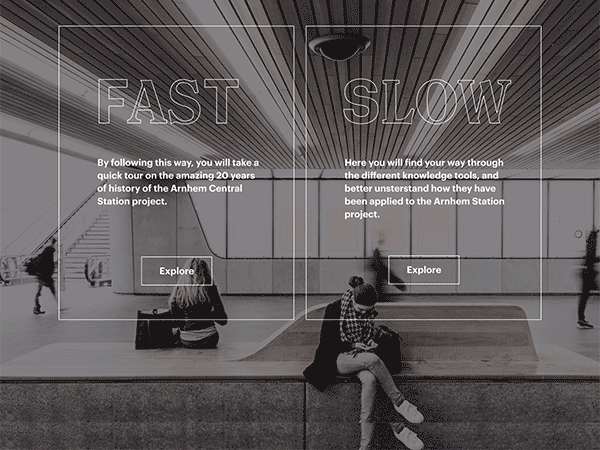 FAST
By following this way, you will take a
quick tour on the amazing 20 years
of history of the Arnhem Central
Station project.
Explore
SLOW
Here you will find your way through
the different knowledge tools, and
better unsterstand how they have
been applied to the Arnhem Station
project.
Explore